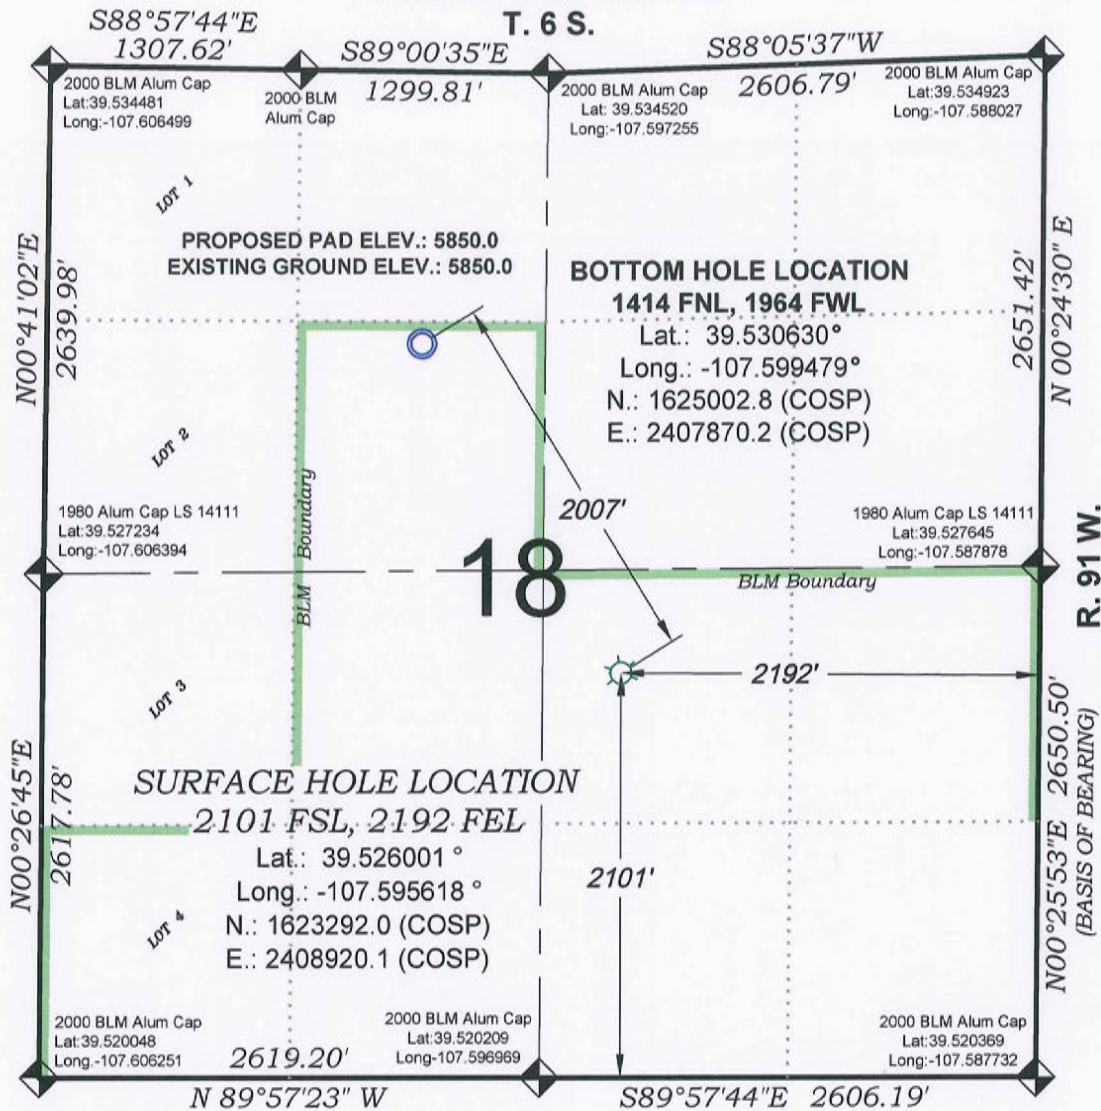 T. 6 S.
S88°57'44"E
1307.62'
S89°00'35"E
1299.81'
S88°05'37"W
2606.79'
2000 BLM Alum Cap
Lat:39.534481
Long:-107.606499
2000 BLM
Alum Cap
2000 BLM Alum Cap
Lat: 39.534520
Long:-107.597255
2000 BLM Alum Cap
Lat:39.534923
Long:-107.588027
LOT 1
N00°41'02"E
2639.98'
PROPOSED PAD ELEV.: 5850.0
EXISTING GROUND ELEV.: 5850.0
BOTTOM HOLE LOCATION
1414 FNL, 1964 FWL
Lat.: 39.530630°
Long.: -107.599479°
N.: 1625002.8 (COSP)
E.: 2407870.2 (COSP)
2651.42'
N 00°24'30" E
LOT 2
2007'
1980 Alum Cap LS 14111
Lat:39.527234
Long:-107.606394
BLM Boundary
18
1980 Alum Cap LS 14111
Lat:39.527645
Long:-107.587878
BLM Boundary
R. 91 W.
LOT 3
2192'
N00°26'45"E
2617.78'
SURFACE HOLE LOCATION
2101 FSL, 2192 FEL
Lat.: 39.526001 °
Long.: -107.595618 °
N.: 1623292.0 (COSP)
E.: 2408920.1 (COSP)
2101'
N00°25'53"E 2650.50'
(BASIS OF BEARING)
LOT 4
2000 BLM Alum Cap
Lat:39.520048
Long.-107.606251
2000 BLM Alum Cap
Lat:39.520209
Long-107.596969
2000 BLM Alum Cap
Lat:39.520369
Long:-107.587732
2619.20'
N 89°57'23" W
S89°57'44"E 2606.19'